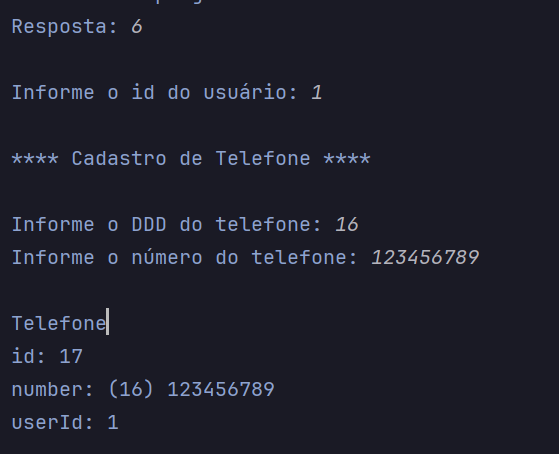 Resposta: 6
Informe o id do usuário: 1
**** Cadastro de Telefone ****
Informe o DDD do telefone: 16
Informe o número do telefone: 123456789
Telefone
id: 17
number: (16) 123456789
userId: 1